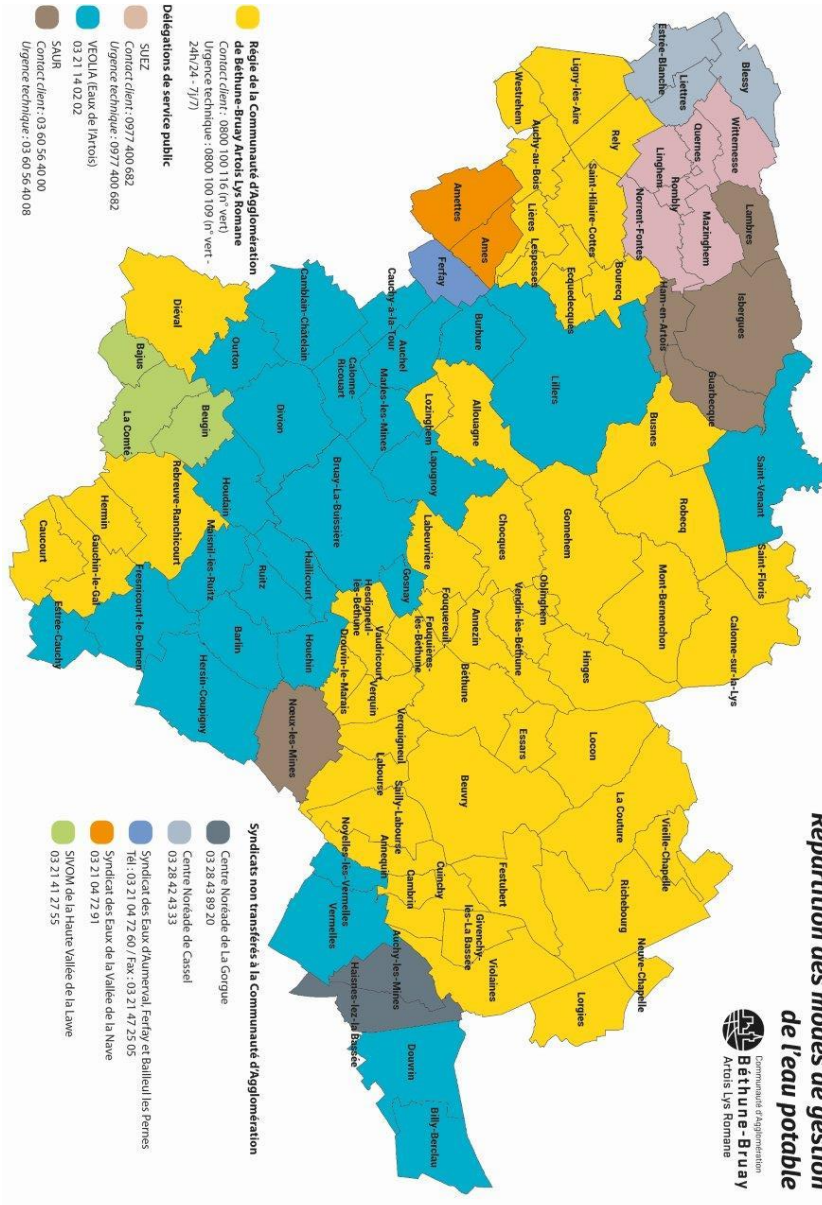 Répartition des modes de gestion
de l'eau potable
Communauté d'Agglomération
Béthune-Bruay
Artois Lys Romane
Blessy
Estrée-Blanche
Liettres
Witternesse
Quernes
Rombly
Linghem
Mazinghem
Norrent-Fontes
Lambres
Isbergues
Ham-en-Artois
Guarbecque
Ligny-lès-Aire
Westrehem
Rely
Auchy-au-Bois
Saint-Hilaire-Cottes
Lières
Lespesses
Bourecq
Ecquedecques
Amettes
Ames
Ferfay
Saint-Venant
Saint-Floris
Calonne-sur-la-Lys
Busnes
Robecq
Mont-Bernenchon
Lillers
Burbure
Allouagne
Lozinghem
Gonnehem
Chocques
Oblinghem
Vendin-les-Béthune
Annezin
Hinges
Locon
Essars
Béthune
Beuvry
La Couture
Vieille-Chapelle
Richebourg
Neuve-Chapelle
Lorgies
Festubert
Givenchy-
lès-La Bassée
Violaines
Cuinchy
Cambrin
Annequin
Sailly-Labourse
Labourse
Noyelles-les-Vermelles
Vermelles
Auchy-les-Mines
Haisnes-lez-la Bassée
Douvrin
Billy-Berclau
Cauchy-a-la-Tour
Auchel
Marles-les-Mines
Calonne-
Ricouart
Camblain-Châtelain
Lapugnoy
Labeuvrière
Fouquereuil
Fouquières-
lès-Béthune
Gosnay
Hesdigneul-
lès-Béthune
Vaudricourt
Drouvin-le-Marais
Verquin
Verquigneul
Nœux-les-Mines
Bruay-La-Buissière
Haillicourt
Houchin
Ruitz
Barlin
Maisnil-les-Ruitz
Hersin-Coupigny
Fresnicourt-le-Dolmen
Estrée-Cauchy
Divion
Houdain
Ourton
Diéval
Bajus
La Comté
Beugin
Rebreuve-Ranchicourt
Hermin
Gauchin-le-Gal
Caucourt
Régie de la Communauté d'Agglomération
de Béthune-Bruay Artois Lys Romane
Contact client : 0800 100 116 (n° vert)
Urgence technique : 0800 100 109 (n° vert -
24h/24 - 7j/7)
Délégations de service public
SUEZ
Contact client : 0977 400 682
Urgence technique : 0977 400 682
VEOLIA (Eaux de l'Artois)
03 21 14 02 02
SAUR
Contact client : 03 60 56 40 00
Urgence technique : 03 60 56 40 08
Syndicats non transférés à la Communauté d'Agglomération
Centre Noréade de La Gorgue
03 28 43 89 20
Centre Noréade de Cassel
03 28 42 43 33
Syndicat des Eaux d'Aumerval, Ferfay et Bailleul les Pernes
Tél : 03 21 04 72 60 / Fax : 03 21 47 25 05
Syndicat des Eaux de la Vallée de la Nave
03 21 04 72 91
SIVOM de la Haute Vallée de la Lawe
03 21 41 27 55